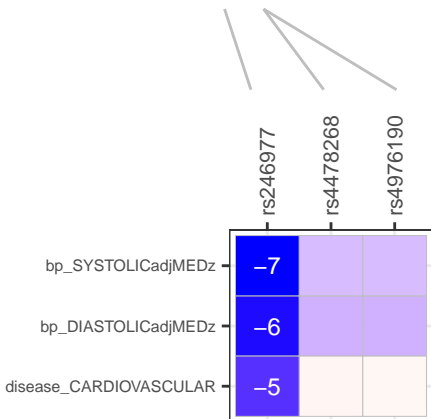 rs246977
rs4478268
rs4976190
bp_SYSTOLICadjMEDz
−7
bp_DIASTOLICadjMEDz
−6
disease_CARDIOVASCULAR
−5